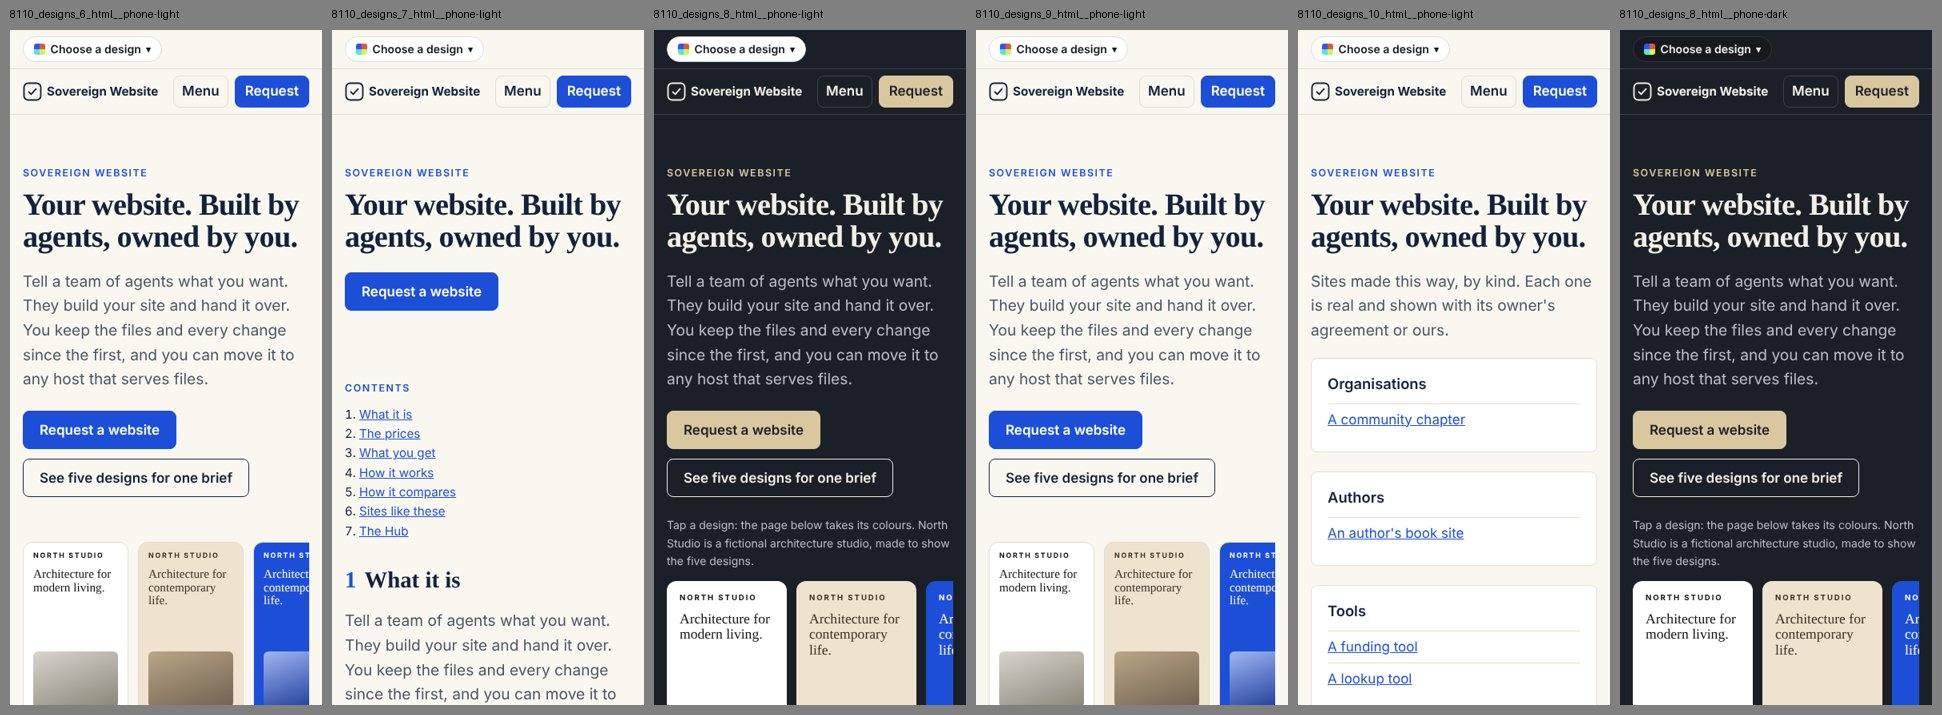 8110_designs_6_html__phone-light
Choose a design ▾
Sovereign Website
Menu
Request
SOVEREIGN WEBSITE
Your website. Built by
agents, owned by you.
Tell a team of agents what you want.
They build your site and hand it over.
You keep the files and every change
since the first, and you can move it to
any host that serves files.
Request a website
See five designs for one brief
NORTH STUDIO
Architecture for
modern living.
NORTH STUDIO
Architecture for
contemporary
life.
NORTH ST
Architect
contempo
life.
8110_designs_7_html__phone-light
Choose a design ▾
Sovereign Website
Menu
Request
SOVEREIGN WEBSITE
Your website. Built by
agents, owned by you.
Request a website
CONTENTS
1. What it is
2. The prices
3. What you get
4. How it works
5. How it compares
6. Sites like these
7. The Hub
1 What it is
Tell a team of agents what you want.
They build your site and hand it over.
You keep the files and every change
since the first, and you can move it to
8110_designs_8_html__phone-light
Choose a design ▾
Sovereign Website
Menu
Request
SOVEREIGN WEBSITE
Your website. Built by
agents, owned by you.
Tell a team of agents what you want.
They build your site and hand it over.
You keep the files and every change
since the first, and you can move it to
any host that serves files.
Request a website
See five designs for one brief
Tap a design: the page below takes its colours. North
Studio is a fictional architecture studio, made to show
the five designs.
NORTH STUDIO
Architecture for
modern living.
NORTH STUDIO
Architecture for
contemporary
life.
NO
Ar
co
life
8110_designs_9_html__phone-light
Choose a design ▾
Sovereign Website
Menu
Request
SOVEREIGN WEBSITE
Your website. Built by
agents, owned by you.
Tell a team of agents what you want.
They build your site and hand it over.
You keep the files and every change
since the first, and you can move it to
any host that serves files.
Request a website
See five designs for one brief
NORTH STUDIO
Architecture for
modern living.
NORTH STUDIO
Architecture for
contemporary
life.
NORTH ST
Architec
contempo
life.
8110_designs_10_html__phone-light
Choose a design ▾
Sovereign Website
Menu
Request
SOVEREIGN WEBSITE
Your website. Built by
agents, owned by you.
Sites made this way, by kind. Each one
is real and shown with its owner's
agreement or ours.
Organisations
A community chapter
Authors
An author's book site
Tools
A funding tool
A lookup tool
8110_designs_8_html__phone-dark
Choose a design ▾
Sovereign Website
Menu
Request
SOVEREIGN WEBSITE
Your website. Built by
agents, owned by you.
Tell a team of agents what you want.
They build your site and hand it over.
You keep the files and every change
since the first, and you can move it to
any host that serves files.
Request a website
See five designs for one brief
Tap a design: the page below takes its colours. North
Studio is a fictional architecture studio, made to show
the five designs.
NORTH STUDIO
Architecture for
modern living.
NORTH STUDIO
Architecture for
contemporary
life.
NO
Ar
co
life